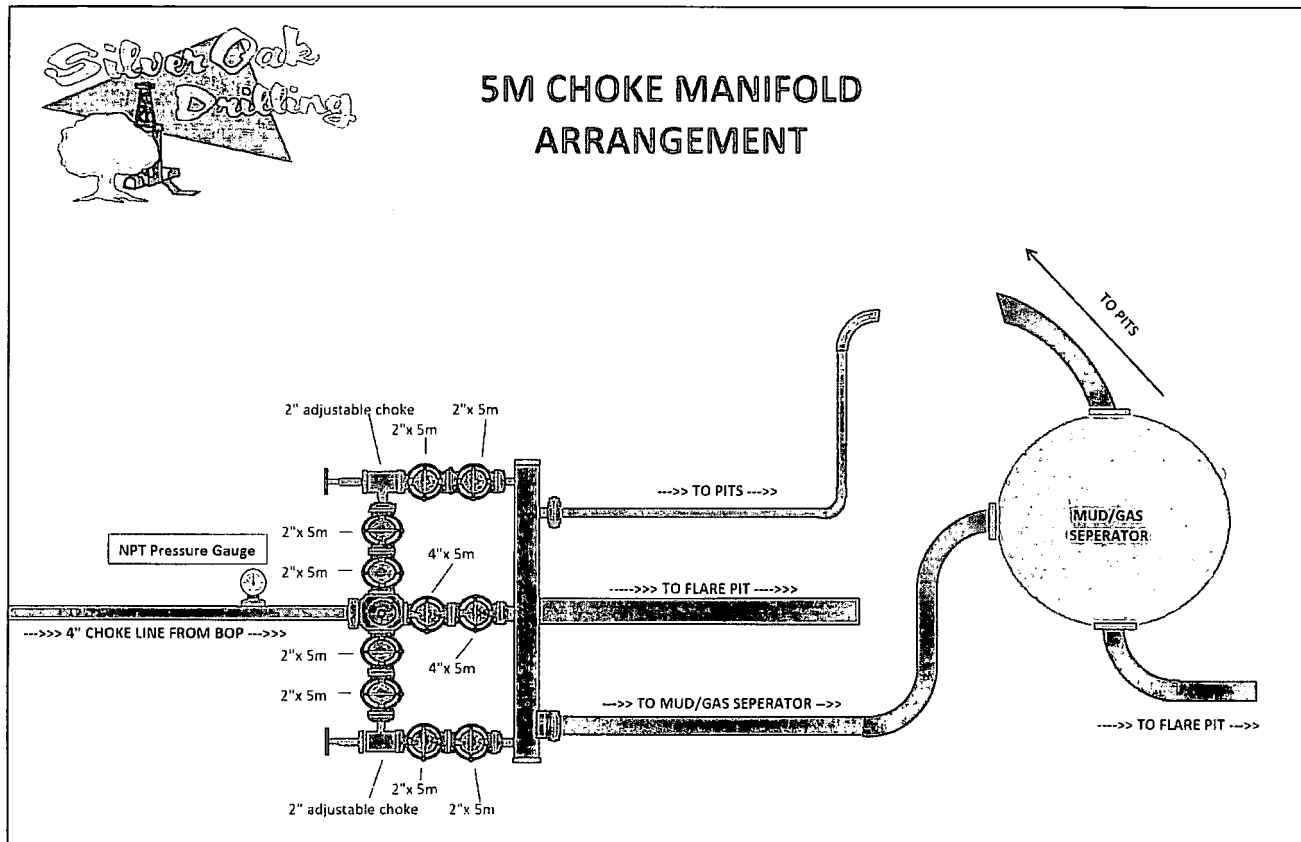 Silver Oak
Drilling
5M CHOKE MANIFOLD
ARRANGEMENT
TO PITS
2" adjustable choke
2"x 5m
2"x 5m
--->> TO PITS --->>
MUD/GAS
SEPERATOR
2"x 5m
NPT Pressure Gauge
2"x 5m
4"x 5m
----->>> TO FLARE PIT ---->>>
--->>> 4" CHOKE LINE FROM BOP --->>>
2"x 5m
4"x 5m
2"x 5m
--->> TO MUD/GAS SEPERATOR -->>
---->> TO FLARE PIT --->>
2"x 5m
2" adjustable choke
2"x 5m